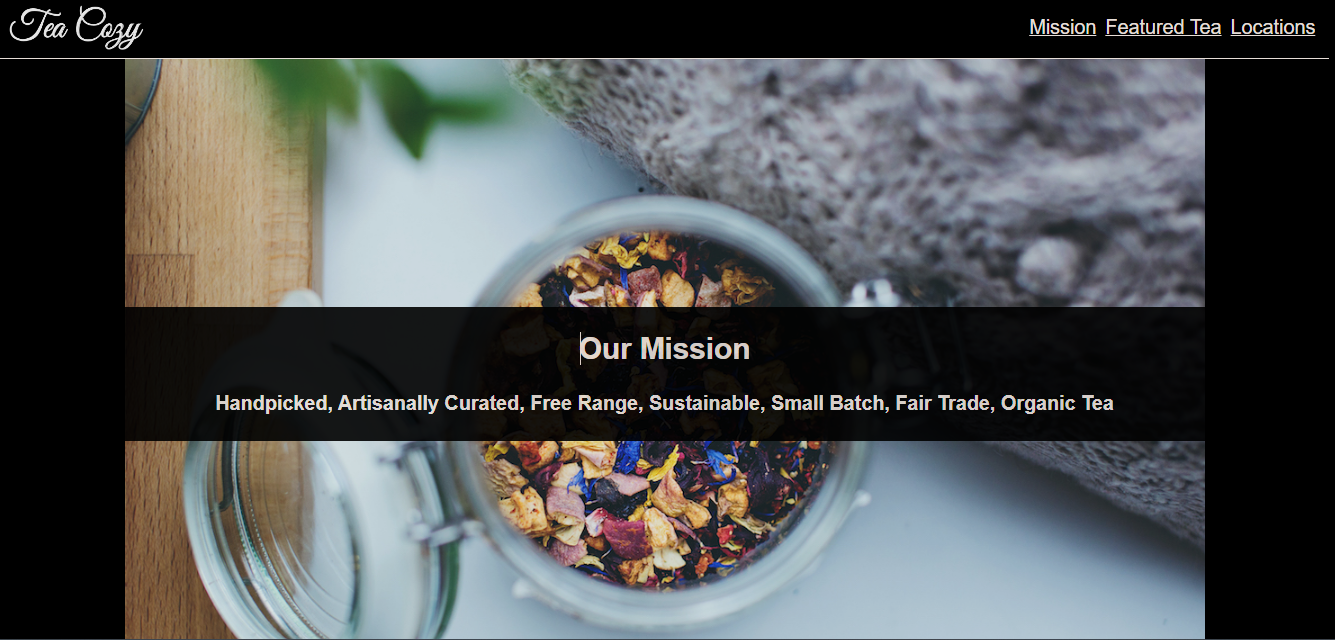 Tea Cozy
Mission Featured Tea Locations
Our Mission
Handpicked, Artisanally Curated, Free Range, Sustainable, Small Batch, Fair Trade, Organic Tea